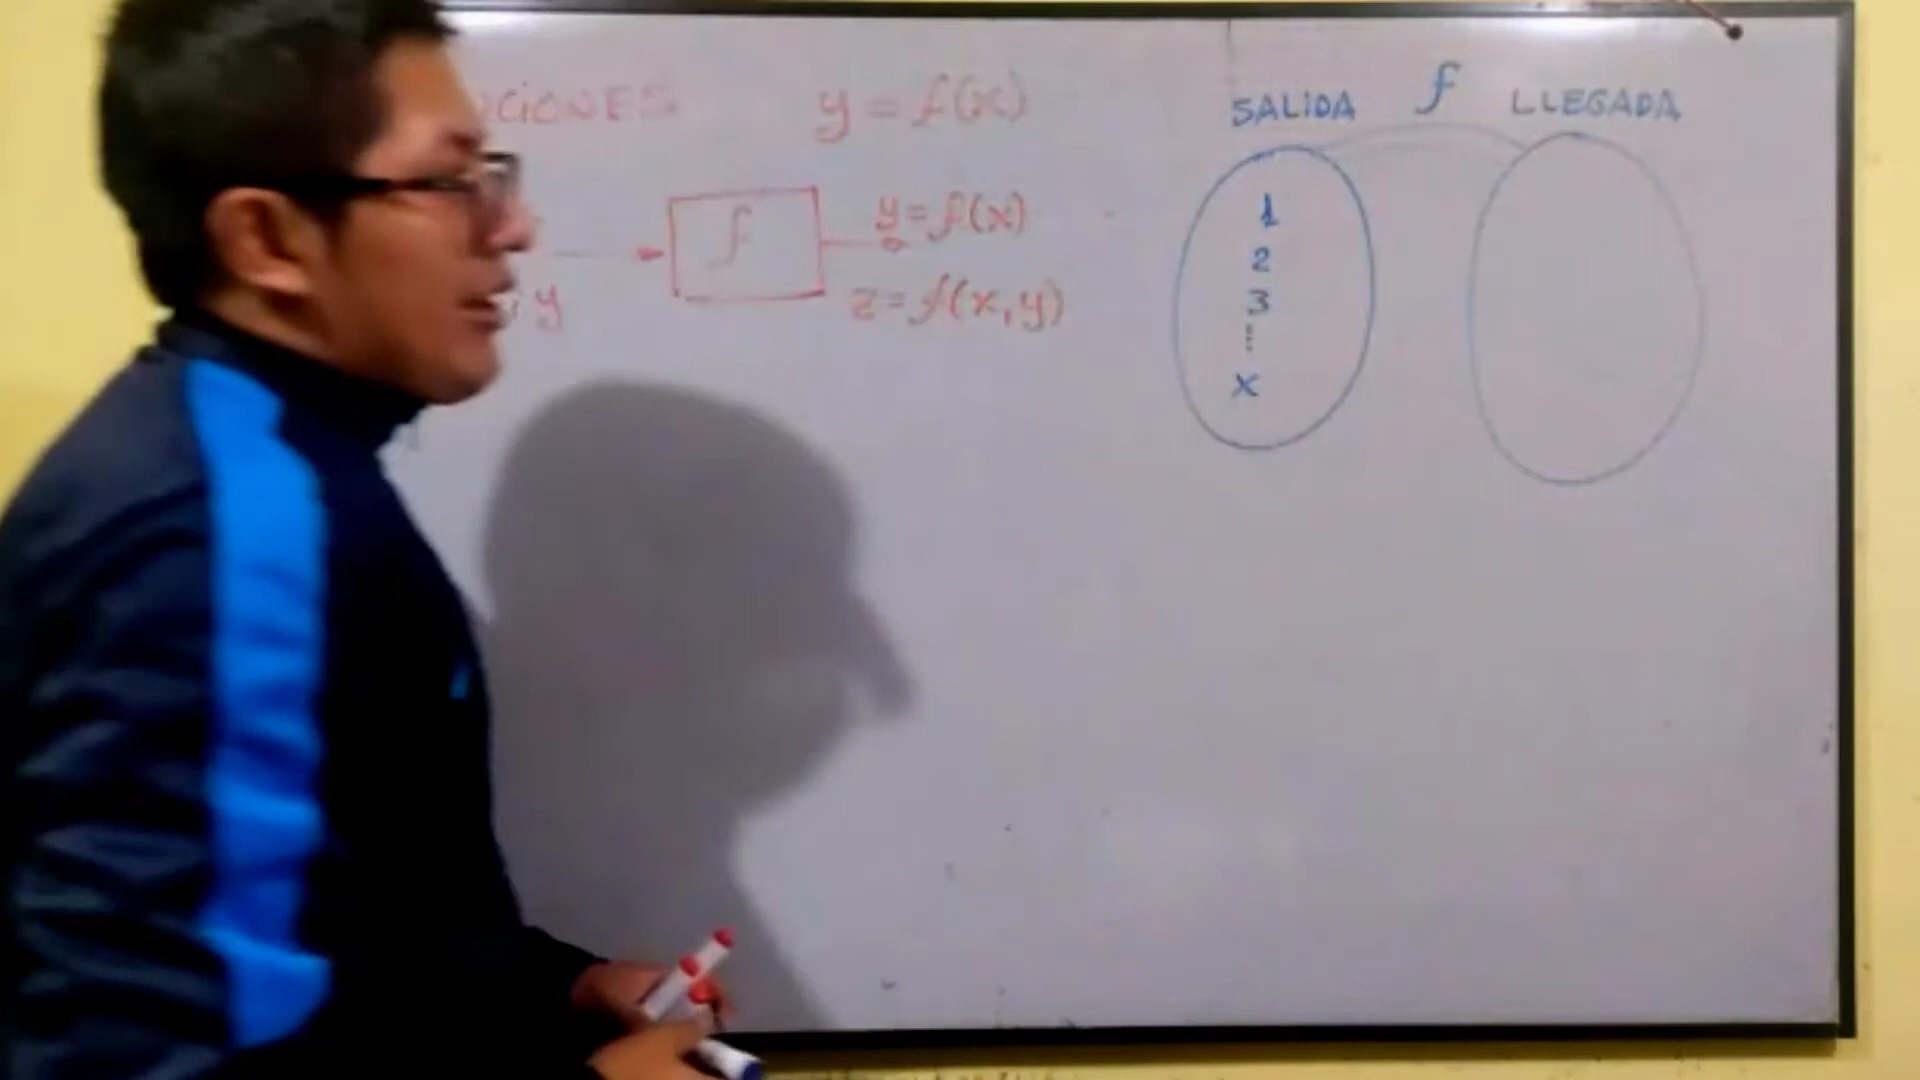 y = f(x)
f y=f(x)
y z=f(x,y)
SALIDA f LLEGADA
1
2
3
⋮
x